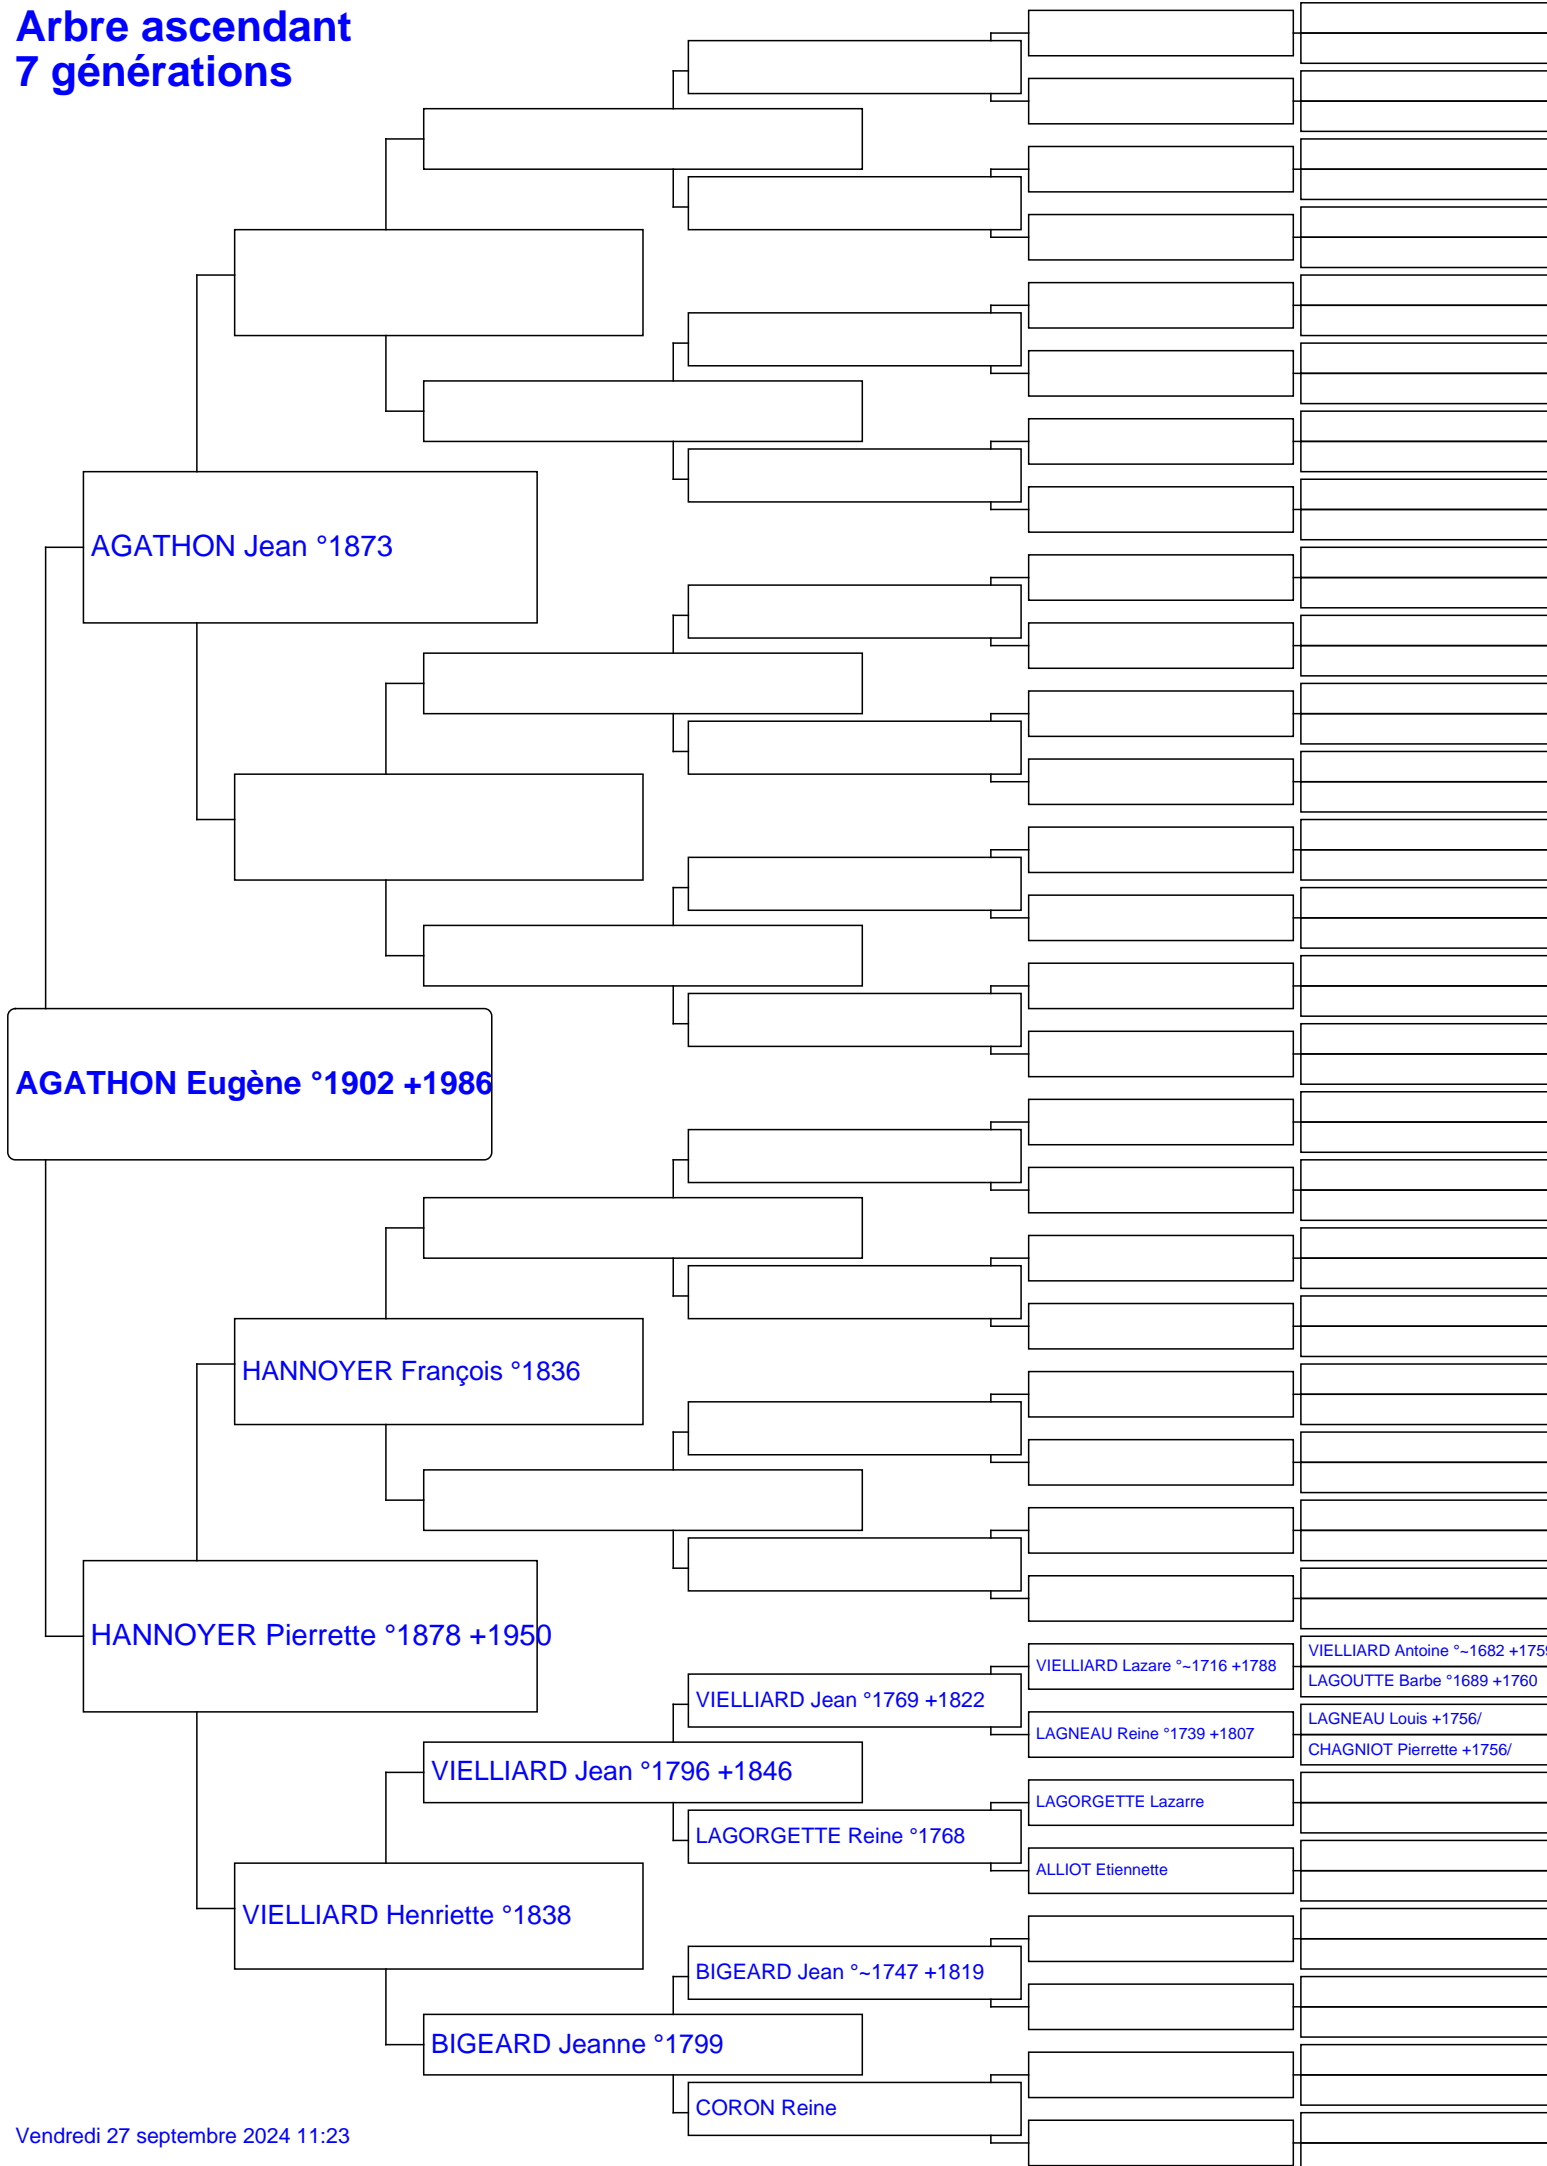 Arbre ascendant
7 générations
AGATHON Jean °1873
AGATHON Eugène °1902 +1986
HANNOYER François °1836
HANNOYER Pierrette °1878 +1950
VIELLIARD Antoine °~1682 +1759
VIELLIARD Lazare °~1716 +1788
LAGOUTTE Barbe °1689 +1760
VIELLIARD Jean °1769 +1822
LAGNEAU Louis +1756/
LAGNEAU Reine °1739 +1807
CHAGNIOT Pierrette +1756/
VIELLIARD Jean °1796 +1846
LAGORGETTE Lazarre
LAGORGETTE Reine °1768
ALLIOT Etiennette
VIELLIARD Henriette °1838
BIGEARD Jean °~1747 +1819
BIGEARD Jeanne °1799
CORON Reine
Vendredi 27 septembre 2024 11:23